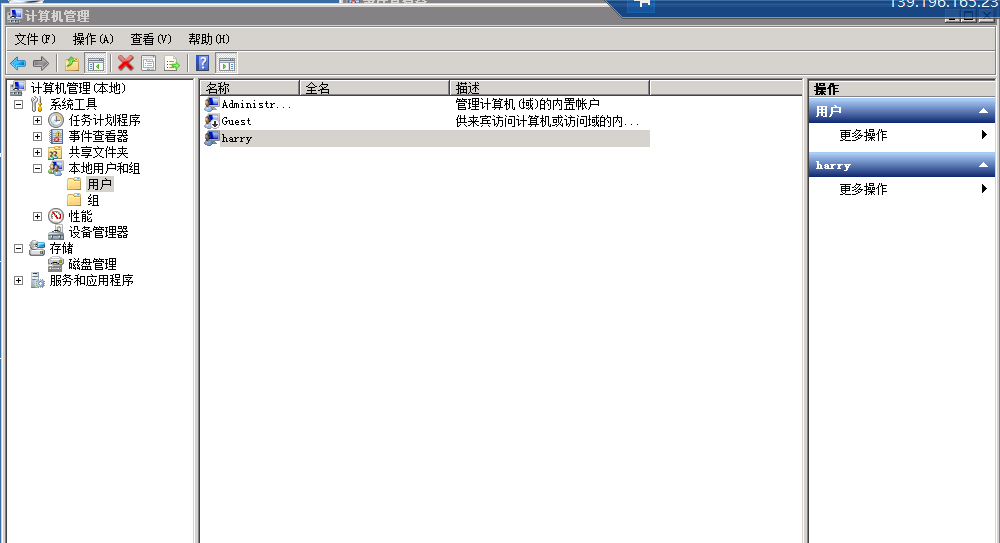 139.196.165.23
计算机管理
文件(F) 操作(A) 查看(V) 帮助(H)
计算机管理(本地)
系统工具
任务计划程序
事件查看器
共享文件夹
本地用户和组
用户
组
性能
设备管理器
存储
磁盘管理
服务和应用程序
名称 全名 描述
Administr... 管理计算机(域)的内置帐户
Guest 供来宾访问计算机或访问域的内...
harry
操作
用户
更多操作
harry
更多操作